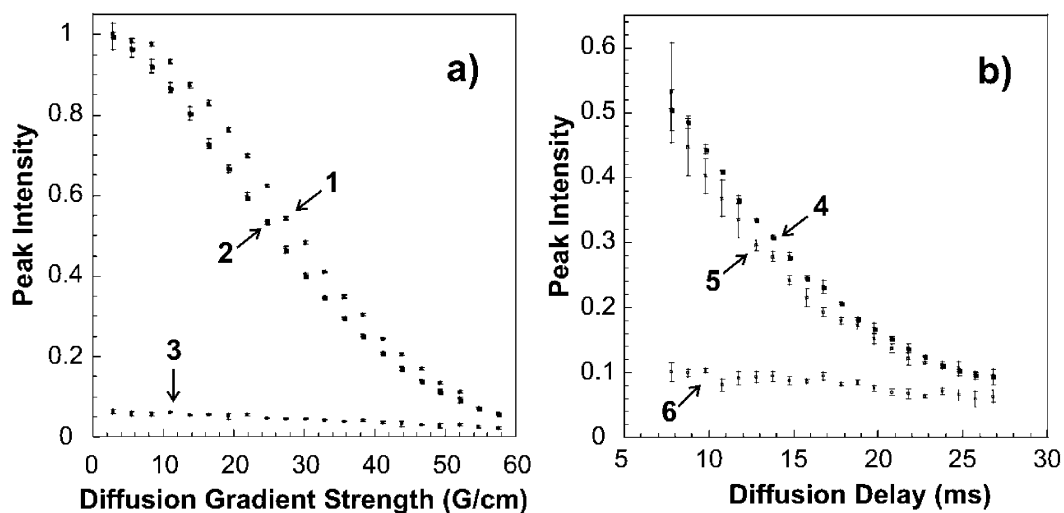 a)
Peak Intensity
1
0.8
0.6
0.4
0.2
0
1
2
3
0 10 20 30 40 50 60
Diffusion Gradient Strength (G/cm)
b)
Peak Intensity
0.6
0.5
0.4
0.3
0.2
0.1
0
4
5
6
5 10 15 20 25 30
Diffusion Delay (ms)